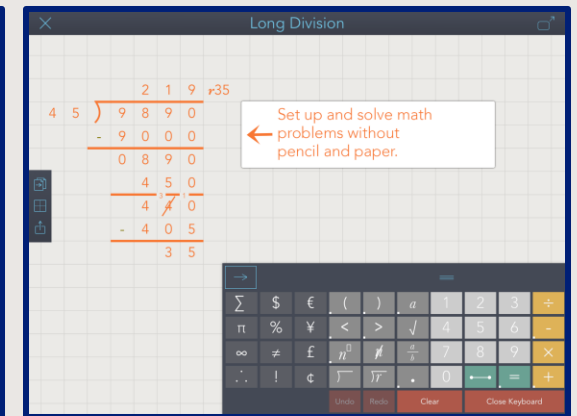 Long Division
2 1 9 r35
4 5 ) 9 8 9 0
- 9 0 0 0
0 8 9 0
4 5 0
3 1
4 4 0
- 4 0 5
3 5
Set up and solve math
problems without
pencil and paper.
→ =
∑ $ € ( ) a 1 2 3 ÷
π % ¥ < > √ 4 5 6 -
∞ ≠ £ n a/b 7 8 9 ×
∴ ! ¢ r . 0 = +
Undo Redo Clear Close Keyboard